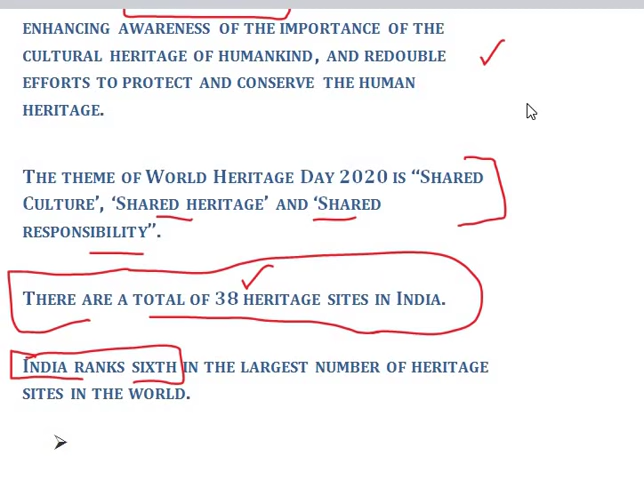 ENHANCING AWARENESS OF THE IMPORTANCE OF THE
CULTURAL HERITAGE OF HUMANKIND, AND REDOUBLE
EFFORTS TO PROTECT AND CONSERVE THE HUMAN
HERITAGE.
THE THEME OF WORLD HERITAGE DAY 2020 IS “SHARED
CULTURE’, ‘SHARED HERITAGE’ AND ‘SHARED
RESPONSIBILITY”.
THERE ARE A TOTAL OF 38 HERITAGE SITES IN INDIA.
INDIA RANKS SIXTH IN THE LARGEST NUMBER OF HERITAGE
SITES IN THE WORLD.